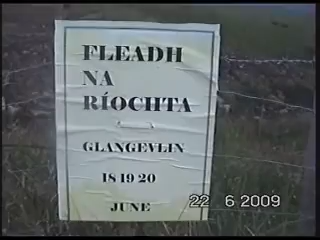 FLEADH
NA
RÍOCHTA
GLANGEVLIN
18 19 20
JUNE
22 6 2009